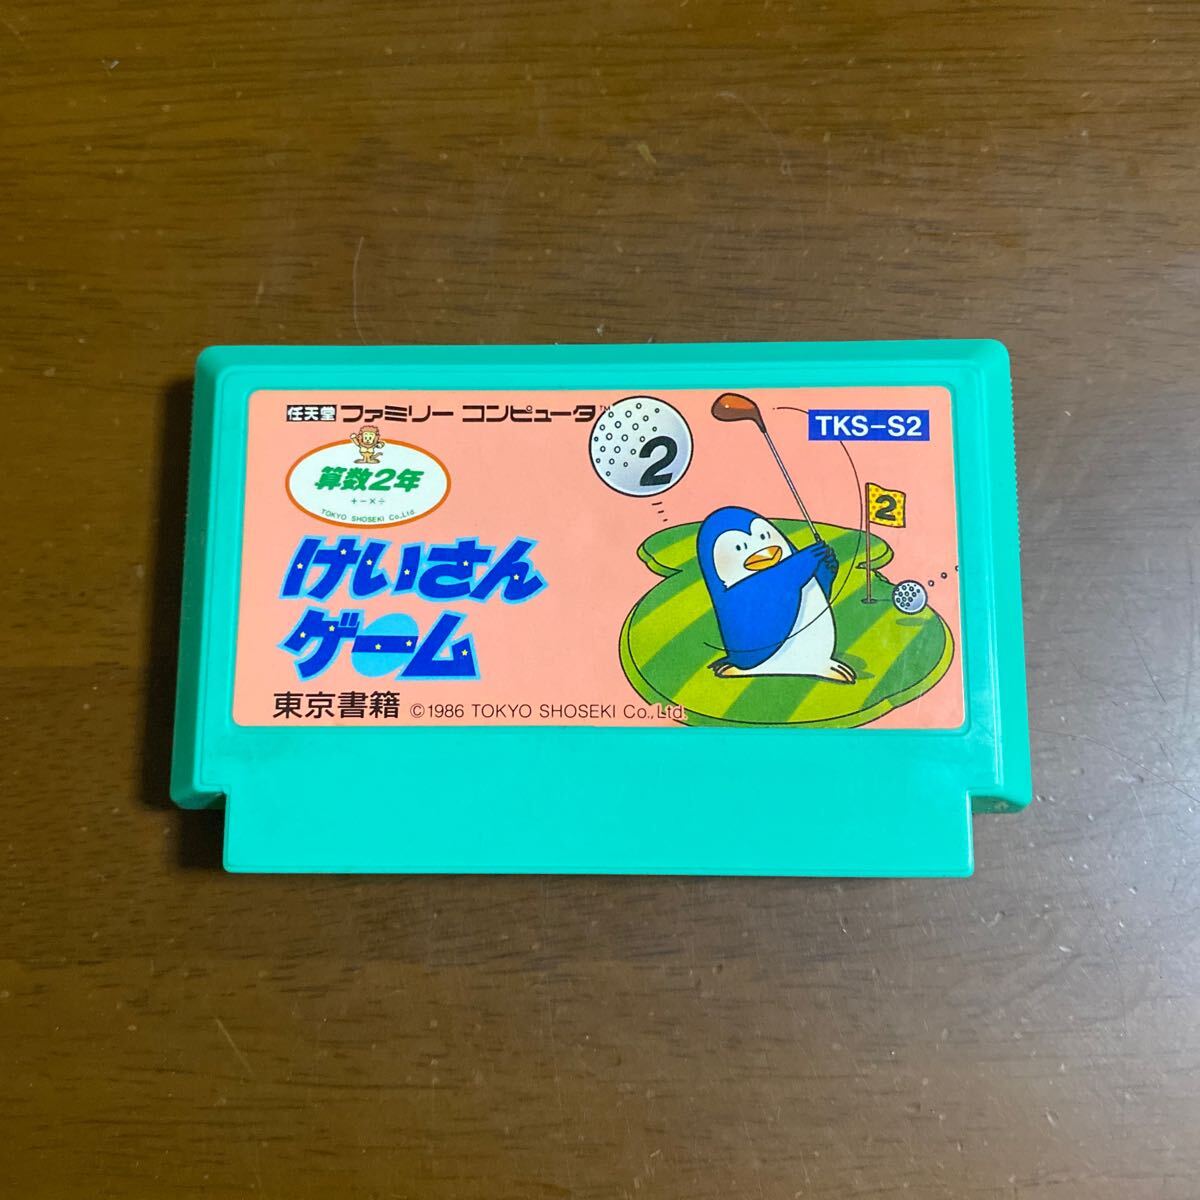 任天堂 ファミリー コンピュータ™
TKS-S2
算数2年
+-×÷
TOKYO SHOSEKI Co.,Ltd.
けいさん
ゲーム
2
2
東京書籍 ©1986 TOKYO SHOSEKI Co.,Ltd.